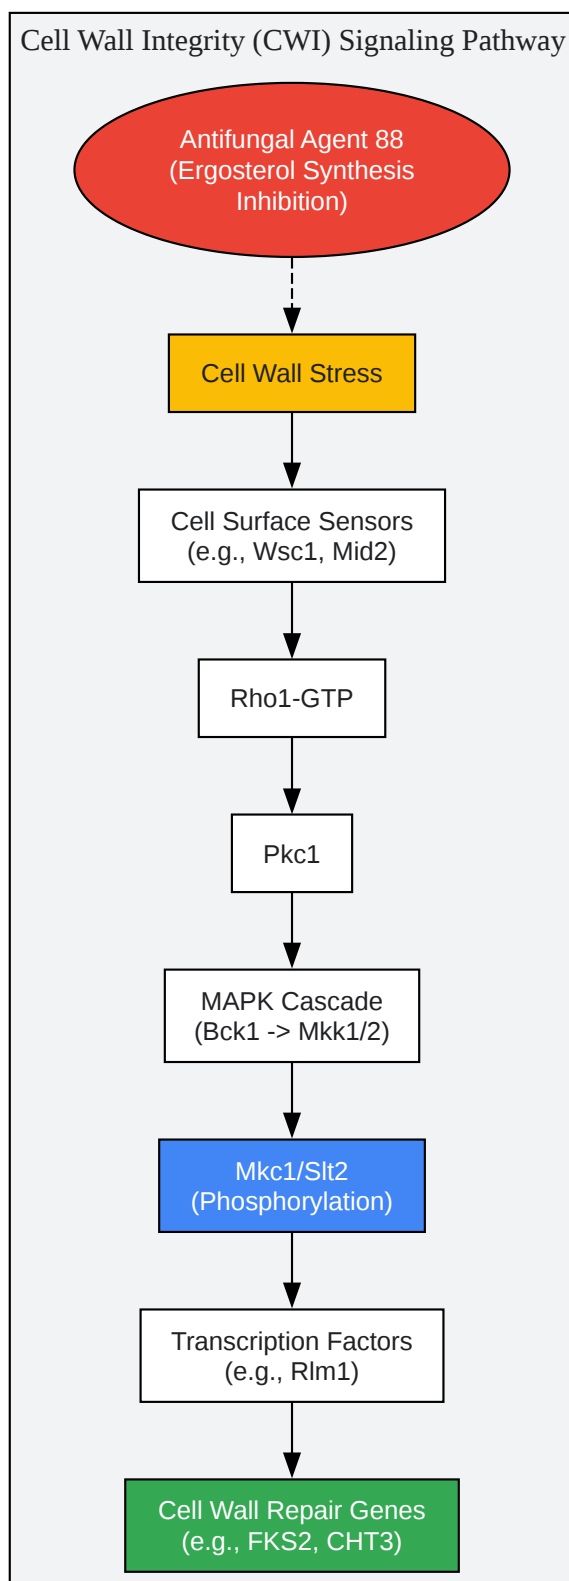 Cell Wall Integrity (CWI) Signaling Pathway
Antifungal Agent 88
(Ergosterol Synthesis
Inhibition)
Cell Wall Stress
Cell Surface Sensors
(e.g., Wsc1, Mid2)
Rho1-GTP
Pkc1
MAPK Cascade
(Bck1 -> Mkk1/2)
Mkc1/Slt2
(Phosphorylation)
Transcription Factors
(e.g., Rlm1)
Cell Wall Repair Genes
(e.g., FKS2, CHT3)